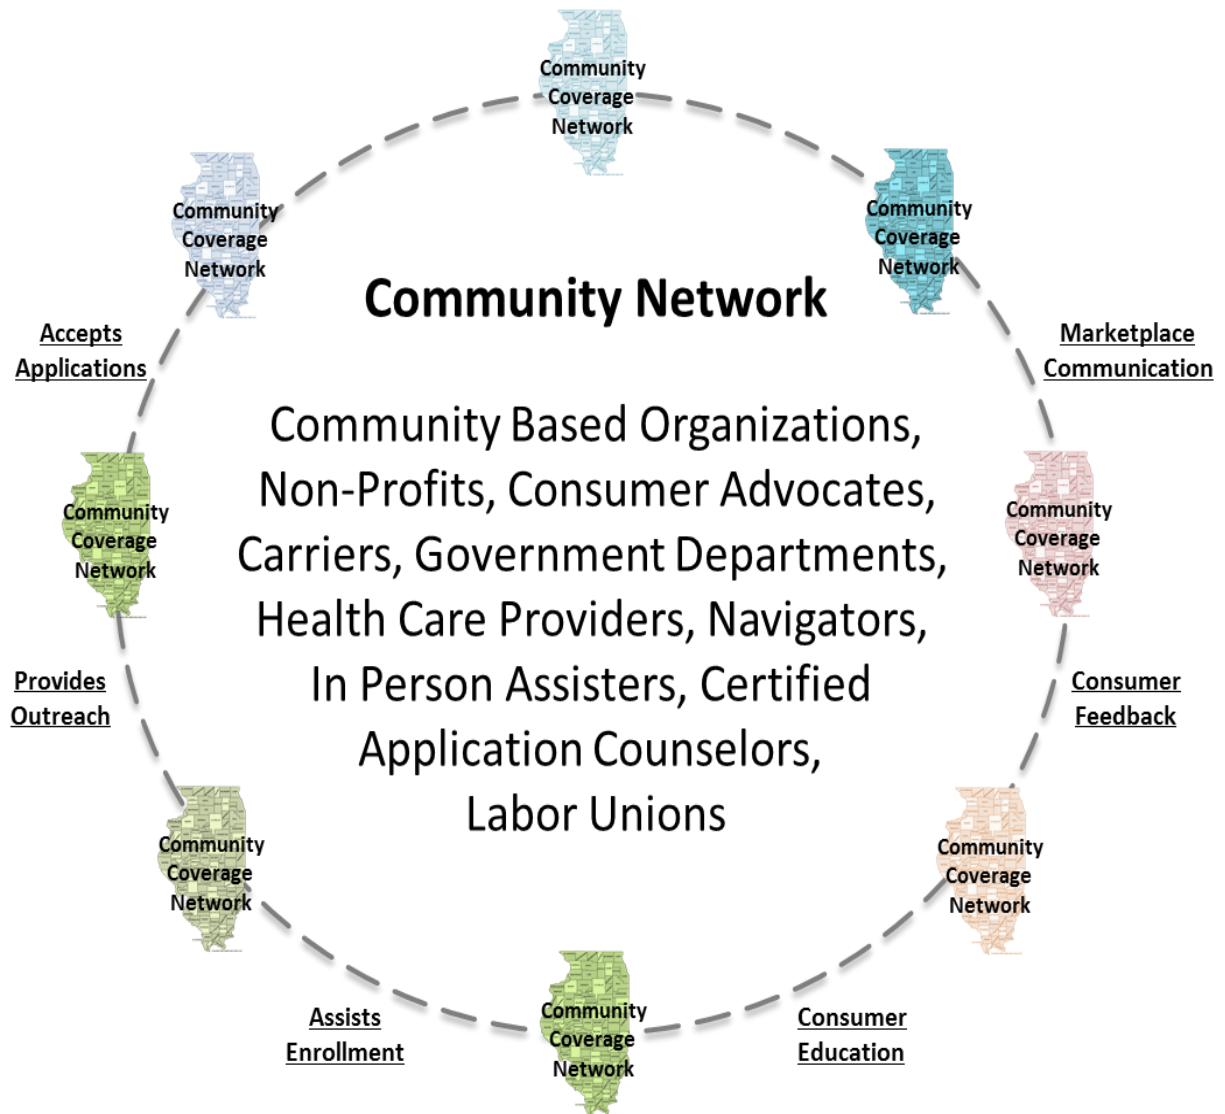 Community
Coverage
Network
Community
Coverage
Network
Community
Coverage
Network
Community Network
Accepts
Applications
Marketplace
Communication
Community Based Organizations,
Non-Profits, Consumer Advocates,
Carriers, Government Departments,
Health Care Providers, Navigators,
In Person Assisters, Certified
Application Counselors,
Labor Unions
Community
Coverage
Network
Community
Coverage
Network
Provides
Outreach
Consumer
Feedback
Community
Coverage
Network
Community
Coverage
Network
Assists
Enrollment
Community
Coverage
Network
Consumer
Education